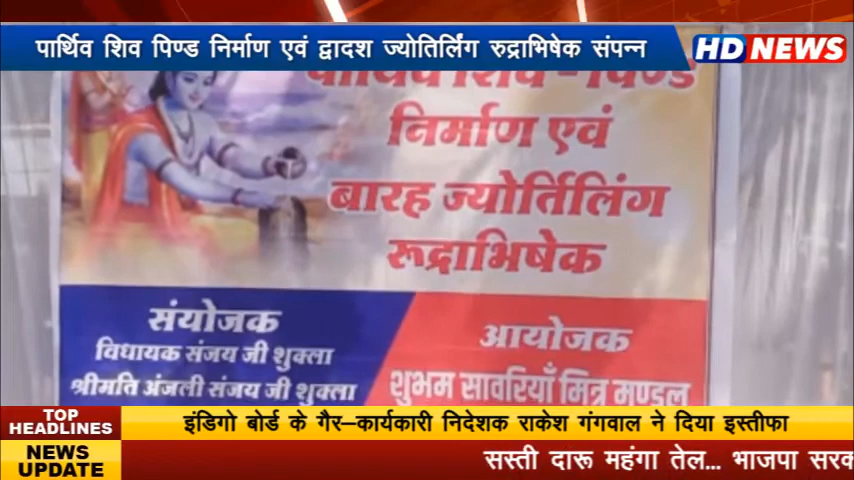 पार्थिव शिव पिण्ड निर्माण एवं द्वादश ज्योतिर्लिंग रुद्राभिषेक संपन्न
HD NEWS
पार्थिव शिव - पिण्ड
निर्माण एवं
बारह ज्योर्तिलिंग
रूद्राभिषेक
संयोजक
विधायक संजय जी शुक्ला
श्रीमति अंजली संजय जी शुक्ला
आयोजक
शुभम सावरियाँ मित्र मण्डल
TOP
HEADLINES
इंडिगो बोर्ड के गैर–कार्यकारी निदेशक राकेश गंगवाल ने दिया इस्तीफा
NEWS
UPDATE
सस्ती दारू महंगा तेल... भाजपा सरक